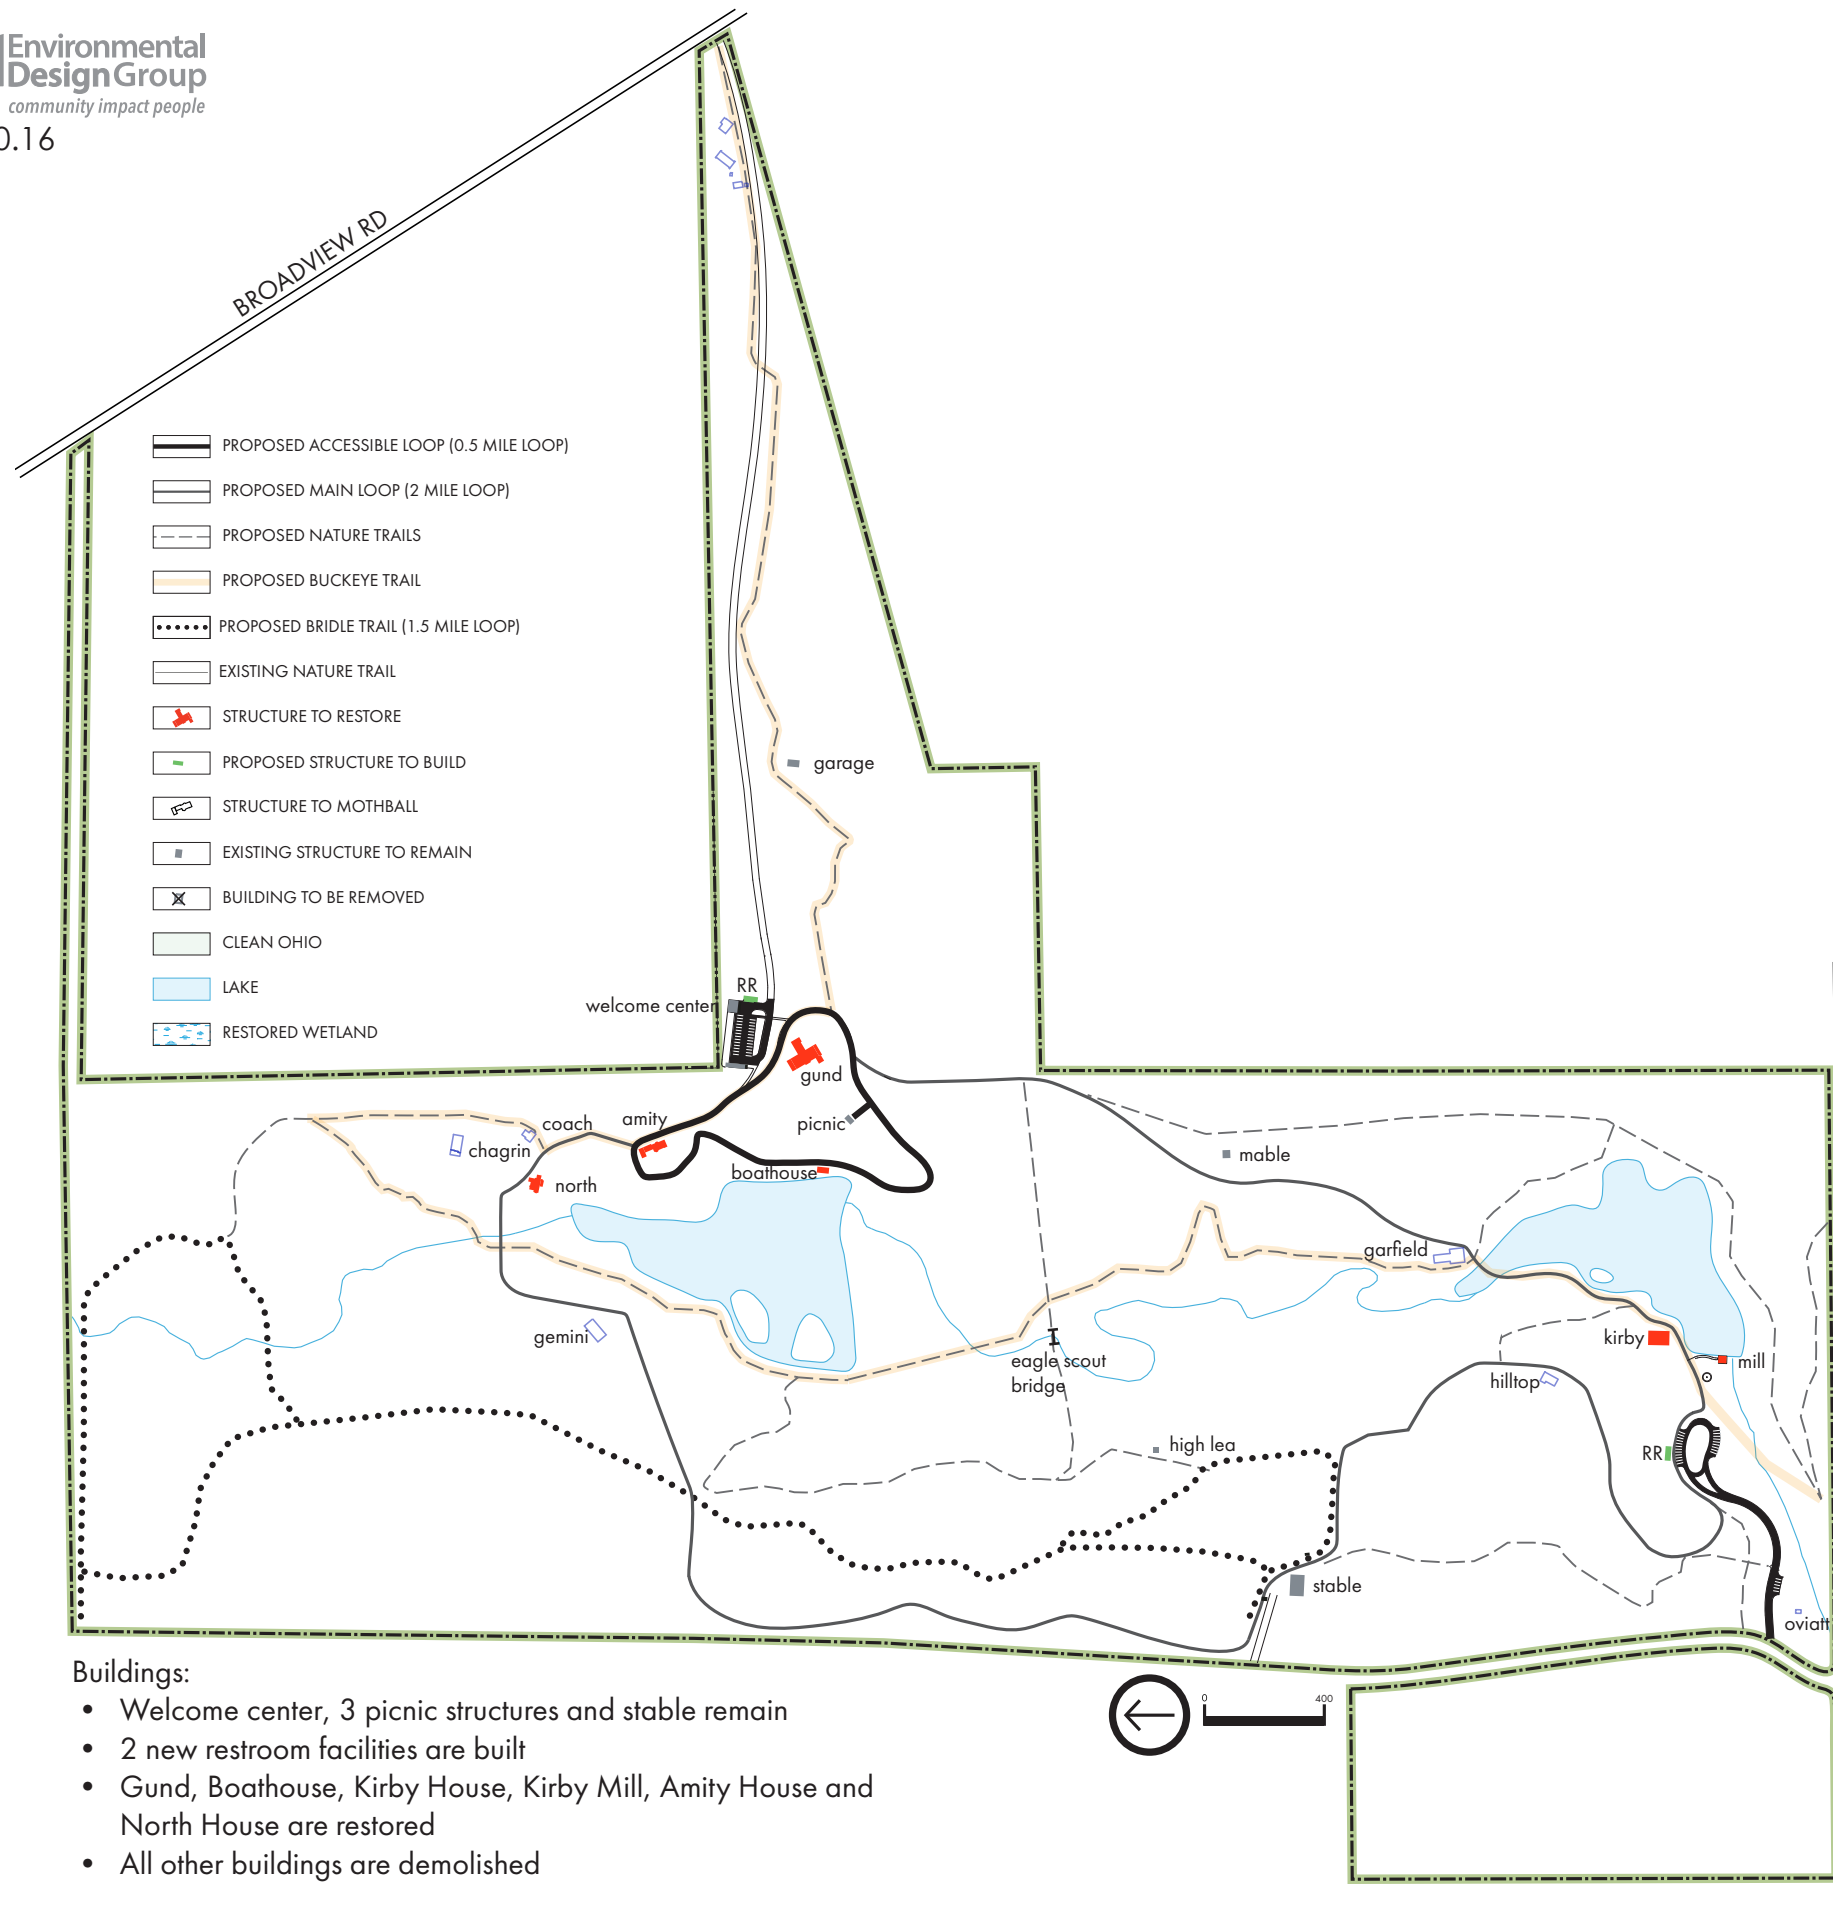 Environmental
DesignGroup
community impact people
0.16
BROADVIEW RD
PROPOSED ACCESSIBLE LOOP (0.5 MILE LOOP)
PROPOSED MAIN LOOP (2 MILE LOOP)
PROPOSED NATURE TRAILS
PROPOSED BUCKEYE TRAIL
PROPOSED BRIDLE TRAIL (1.5 MILE LOOP)
EXISTING NATURE TRAIL
STRUCTURE TO RESTORE
PROPOSED STRUCTURE TO BUILD
STRUCTURE TO MOTHBALL
EXISTING STRUCTURE TO REMAIN
BUILDING TO BE REMOVED
CLEAN OHIO
LAKE
RESTORED WETLAND
garage
RR
welcome center
gund
picnic
amity
coach
chagrin
north
boathouse
mable
garfield
gemini
eagle scout
bridge
kirby
mill
hilltop
high lea
RR
stable
oviatt
0 400
Buildings:
• Welcome center, 3 picnic structures and stable remain
• 2 new restroom facilities are built
• Gund, Boathouse, Kirby House, Kirby Mill, Amity House and
North House are restored
• All other buildings are demolished